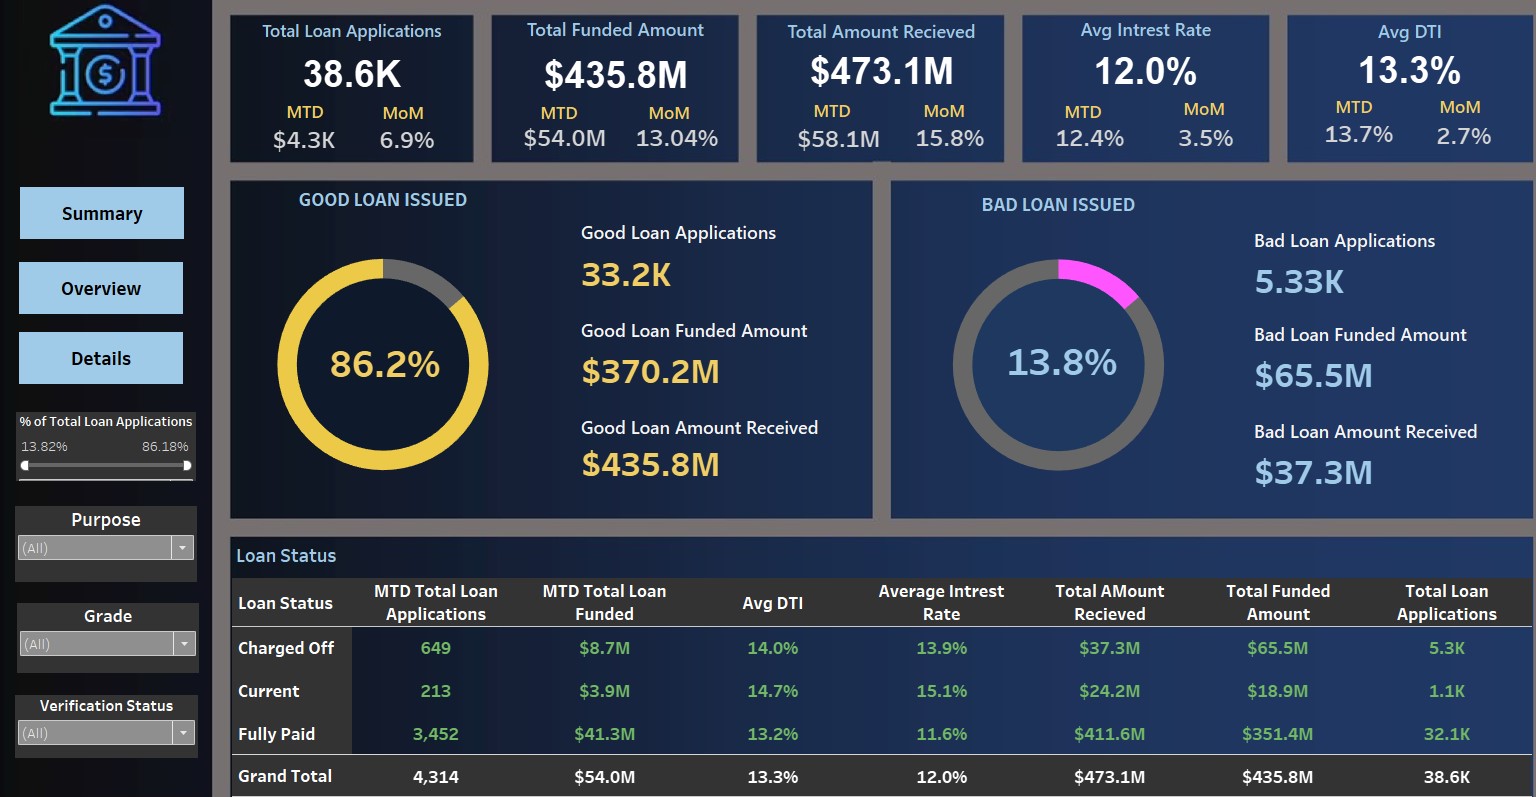 $
Summary
Overview
Details
% of Total Loan Applications
13.82% 86.18%
Purpose
(All)
Grade
(All)
Verification Status
(All)
Total Loan Applications
38.6K
MTD MoM
$4.3K 6.9%
Total Funded Amount
$435.8M
MTD MoM
$54.0M 13.04%
Total Amount Recieved
$473.1M
MTD MoM
$58.1M 15.8%
Avg Intrest Rate
12.0%
MTD MoM
12.4% 3.5%
Avg DTI
13.3%
MTD MoM
13.7% 2.7%
GOOD LOAN ISSUED
86.2%
Good Loan Applications
33.2K
Good Loan Funded Amount
$370.2M
Good Loan Amount Received
$435.8M
BAD LOAN ISSUED
13.8%
Bad Loan Applications
5.33K
Bad Loan Funded Amount
$65.5M
Bad Loan Amount Received
$37.3M
Loan Status
Loan Status MTD Total Loan Applications MTD Total Loan Funded Avg DTI Average Intrest Rate Total AMount Recieved Total Funded Amount Total Loan Applications
Charged Off 649 $8.7M 14.0% 13.9% $37.3M $65.5M 5.3K
Current 213 $3.9M 14.7% 15.1% $24.2M $18.9M 1.1K
Fully Paid 3,452 $41.3M 13.2% 11.6% $411.6M $351.4M 32.1K
Grand Total 4,314 $54.0M 13.3% 12.0% $473.1M $435.8M 38.6K